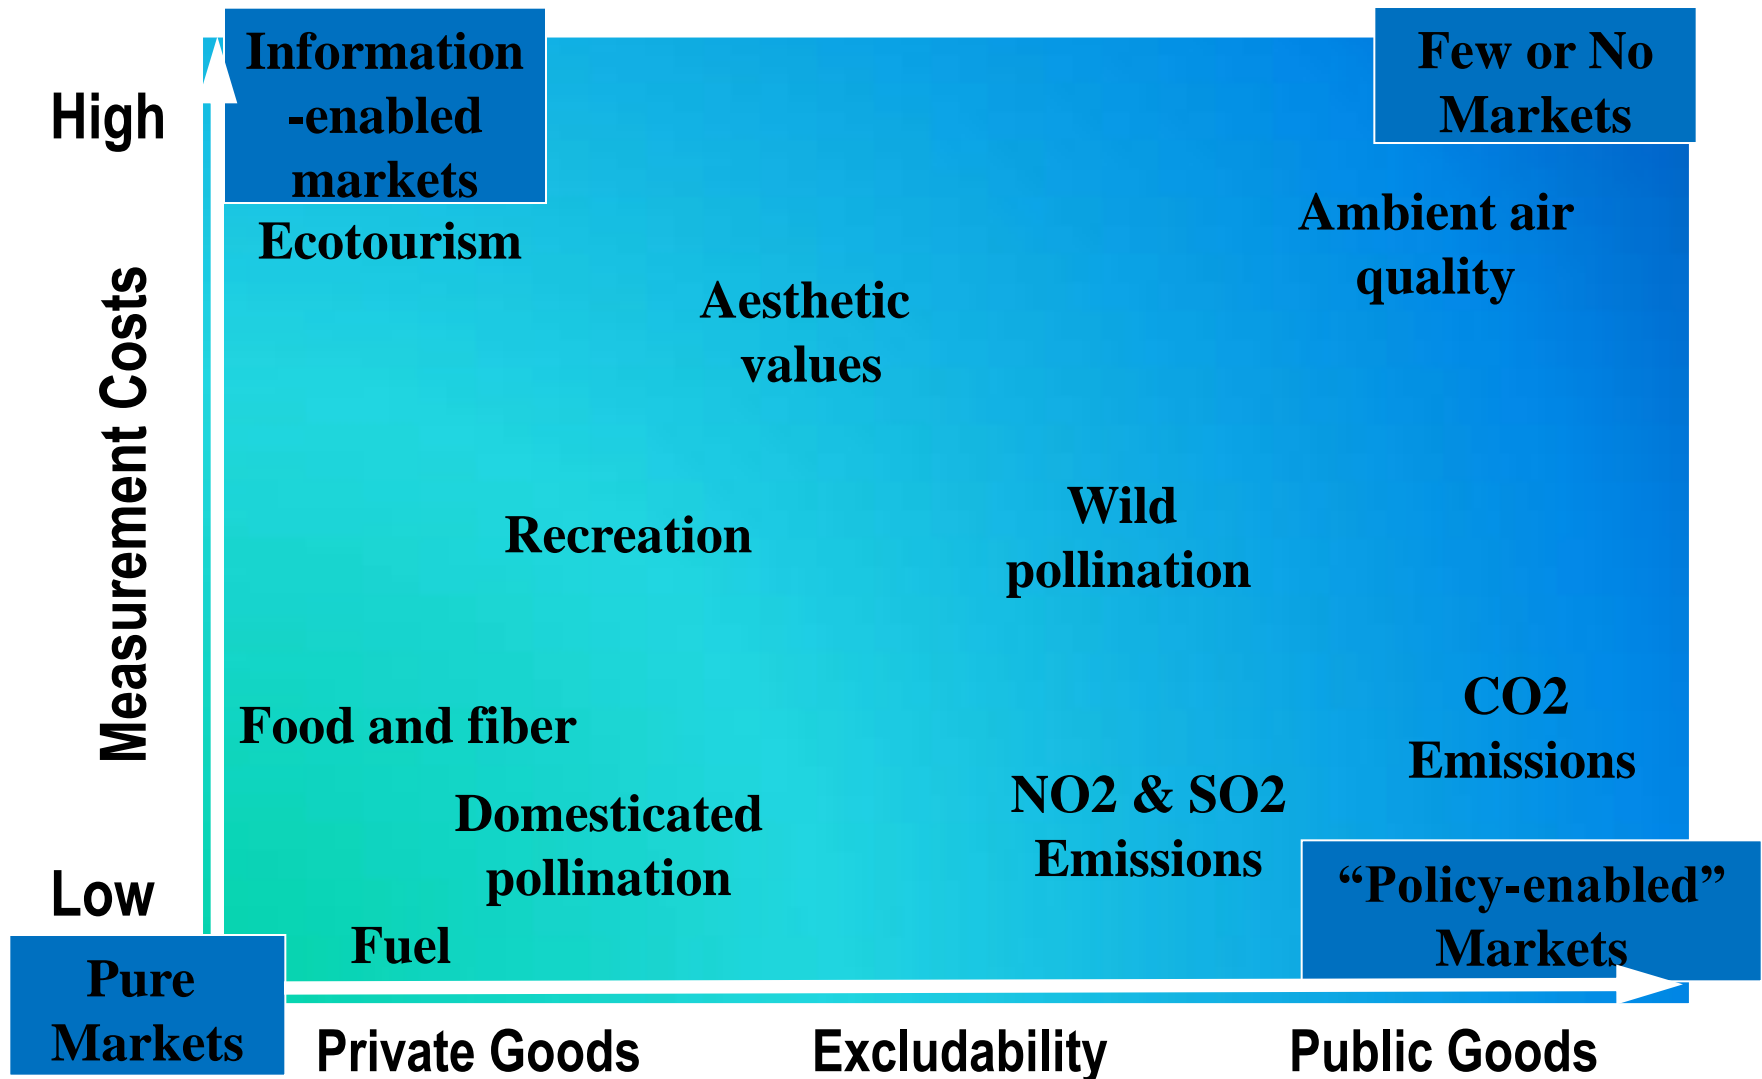 Information
-enabled
markets
Few or No
Markets
High
Ecotourism
Ambient air
quality
Aesthetic
values
Measurement Costs
Recreation
Wild
pollination
Food and fiber
CO2
Emissions
Domesticated
pollination
NO2 & SO2
Emissions
Low
“Policy-enabled”
Markets
Fuel
Pure
Markets
Private Goods
Excludability
Public Goods